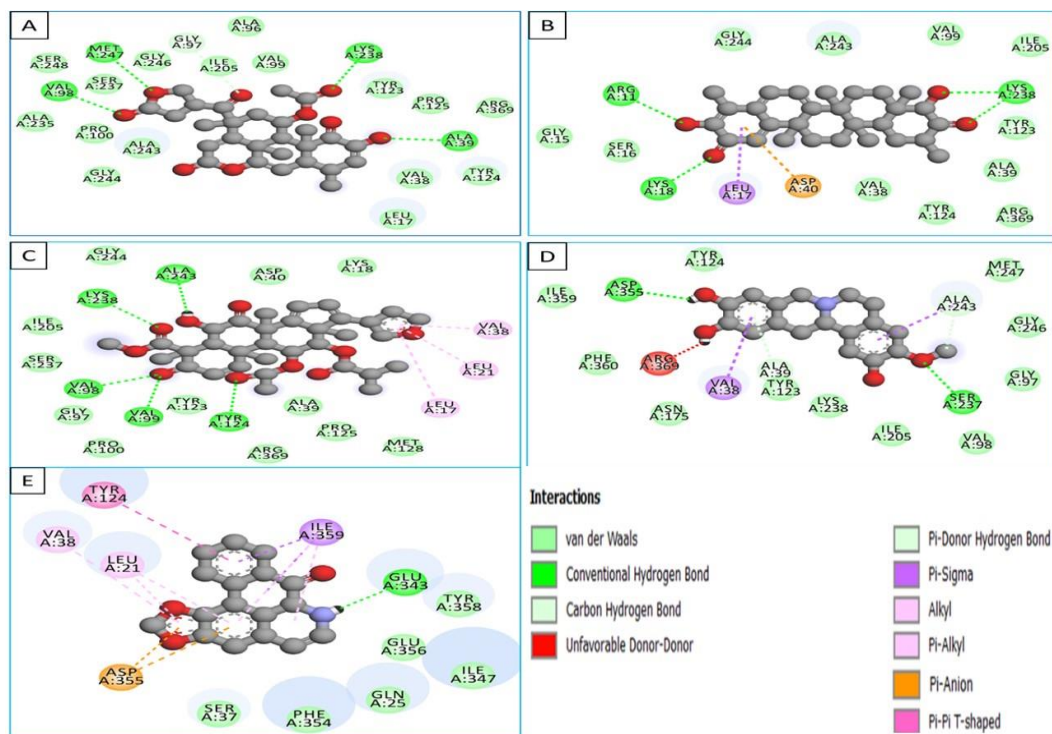 A
ALA
A:96
GLY
A:97
MET
A:247
LYS
A:238
SER
A:248
GLY
A:246
ILE
A:205
VAL
A:99
VAL
A:98
SER
A:237
TYR
A:123
PRO
A:125
ARG
A:369
ALA
A:235
PRO
A:100
ALA
A:243
ALA
A:39
GLY
A:244
VAL
A:38
TYR
A:124
LEU
A:17
B
GLY
A:244
ALA
A:243
VAL
A:99
ILE
A:205
ARG
A:11
LYS
A:238
GLY
A:15
SER
A:16
TYR
A:123
LYS
A:18
LEU
A:17
ASP
A:40
VAL
A:38
ALA
A:39
TYR
A:124
ARG
A:369
C
GLY
A:244
ALA
A:243
ASP
A:40
LYS
A:18
LYS
A:238
ILE
A:205
VAL
A:38
SER
A:237
LEU
A:21
VAL
A:98
GLY
A:97
VAL
A:99
TYR
A:123
TYR
A:124
ALA
A:39
LEU
A:17
PRO
A:100
ARG
A:369
PRO
A:125
MET
A:128
D
TYR
A:124
MET
A:247
ILE
A:359
ASP
A:355
ALA
A:243
GLY
A:246
PHE
A:360
ARG
A:369
VAL
A:38
ALA
A:39
TYR
A:123
GLY
A:97
ASN
A:175
LYS
A:238
SER
A:237
ILE
A:205
VAL
A:98
E
TYR
A:124
VAL
A:38
LEU
A:21
ILE
A:359
GLU
A:343
TYR
A:358
GLU
A:356
ILE
A:347
ASP
A:355
GLN
A:25
SER
A:37
PHE
A:354
Interactions
van der Waals
Conventional Hydrogen Bond
Carbon Hydrogen Bond
Unfavorable Donor-Donor
Pi-Donor Hydrogen Bond
Pi-Sigma
Alkyl
Pi-Alkyl
Pi-Anion
Pi-Pi T-shaped